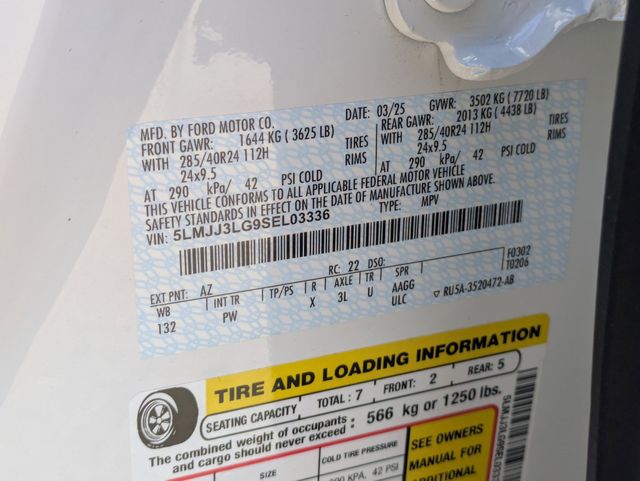 MFD. BY FORD MOTOR CO.
DATE: 03/25 GVWR: 3502 KG ( 7720 LB)
FRONT GAWR: 1644 KG ( 3625 LB) REAR GAWR: 2013 KG ( 4438 LB)
WITH 285/40R24 112H TIRES 285/40R24 112H TIRES
24x9.5 RIMS 24x9.5 RIMS
AT 290 kPa/ 42 PSI COLD AT 290 kPa/ 42 PSI COLD
THIS VEHICLE CONFORMS TO ALL APPLICABLE FEDERAL MOTOR VEHICLE
SAFETY STANDARDS IN EFFECT ON THE DATE OF MANUFACTURE SHOWN ABOVE.
VIN: 5LMJJ3LG9SEL03336 TYPE: MPV
F0302
T0206
EXT PNT: AZ RC: 22 DSO:
WB INT TR TP/PS R AXLE TR SPR
132 PW X 3L U AAGG
ULC ▽ RU5A-3520472-AB
TIRE AND LOADING INFORMATION
SEATING CAPACITY TOTAL: 7 FRONT: 2 REAR: 5
The combined weight of occupants
and cargo should never exceed : 566 kg or 1250 lbs.
SIZE COLD TIRE PRESSURE
KPA, 42 PSI
SEE OWNERS
MANUAL FOR